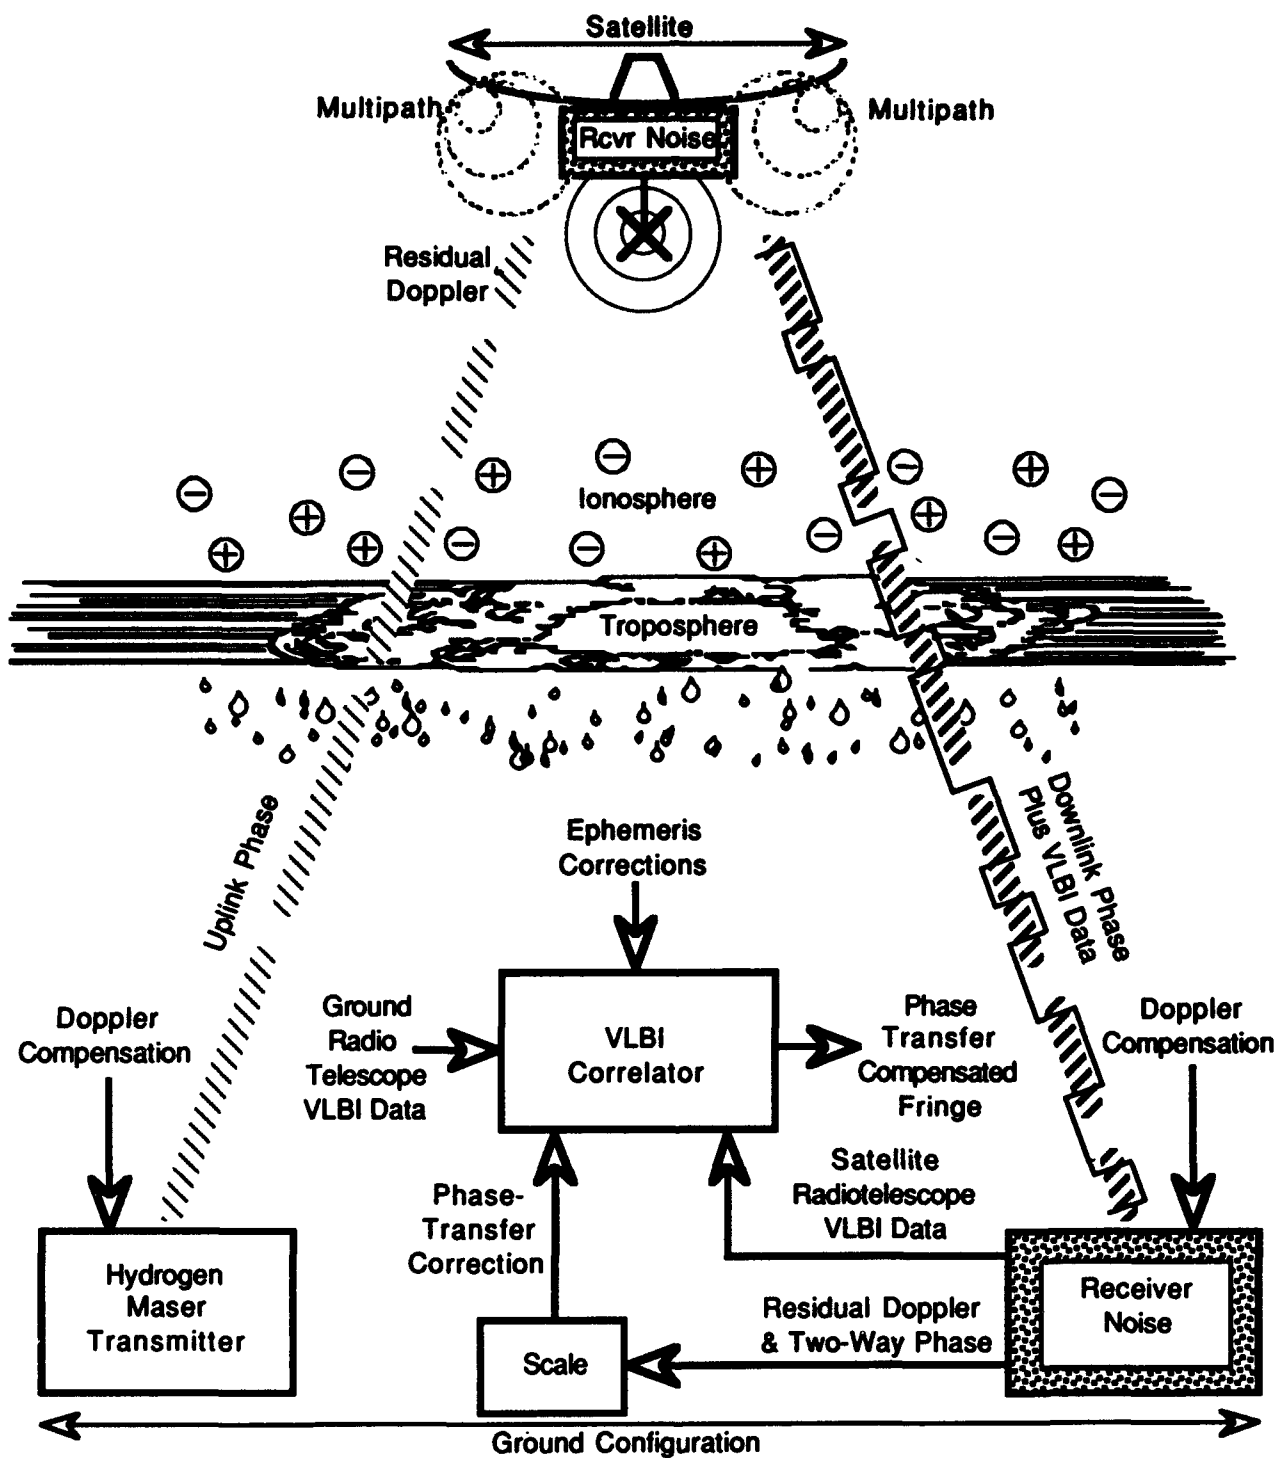 Satellite
Multipath
Multipath
Rcvr Noise
Residual
Doppler
Ionosphere
Troposphere
Uplink Phase
Downlink Phase
Plus VLBI Data
Ephemeris
Corrections
Doppler
Compensation
Ground
Radio
Telescope
VLBI Data
VLBI
Correlator
Phase
Transfer
Compensated
Fringe
Doppler
Compensation
Phase-
Transfer
Correction
Satellite
Radiotelescope
VLBI Data
Hydrogen
Maser
Transmitter
Scale
Residual Doppler
& Two-Way Phase
Receiver
Noise
Ground Configuration